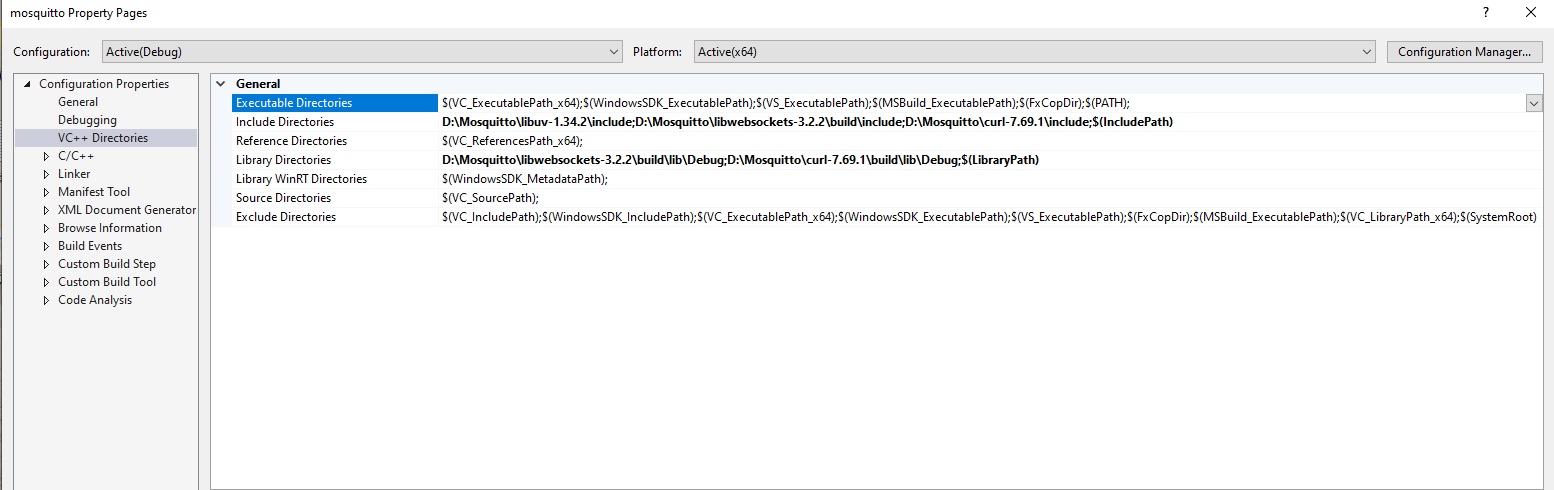 mosquitto Property Pages
? ×
Configuration: Active(Debug) Platform: Active(x64) Configuration Manager...
Configuration Properties
General
Debugging
VC++ Directories
C/C++
Linker
Manifest Tool
XML Document Generator
Browse Information
Build Events
Custom Build Step
Custom Build Tool
Code Analysis
General
Executable Directories $(VC_ExecutablePath_x64);$(WindowsSDK_ExecutablePath);$(VS_ExecutablePath);$(MSBuild_ExecutablePath);$(FxCopDir);$(PATH);
Include Directories D:\Mosquitto\libuv-1.34.2\include;D:\Mosquitto\libwebsockets-3.2.2\build\include;D:\Mosquitto\curl-7.69.1\include;$(IncludePath)
Reference Directories $(VC_ReferencesPath_x64);
Library Directories D:\Mosquitto\libwebsockets-3.2.2\build\lib\Debug;D:\Mosquitto\curl-7.69.1\build\lib\Debug;$(LibraryPath)
Library WinRT Directories $(WindowsSDK_MetadataPath);
Source Directories $(VC_SourcePath);
Exclude Directories $(VC_IncludePath);$(WindowsSDK_IncludePath);$(VC_ExecutablePath_x64);$(WindowsSDK_ExecutablePath);$(VS_ExecutablePath);$(FxCopDir);$(MSBuild_ExecutablePath);$(VC_LibraryPath_x64);$(SystemRoot)